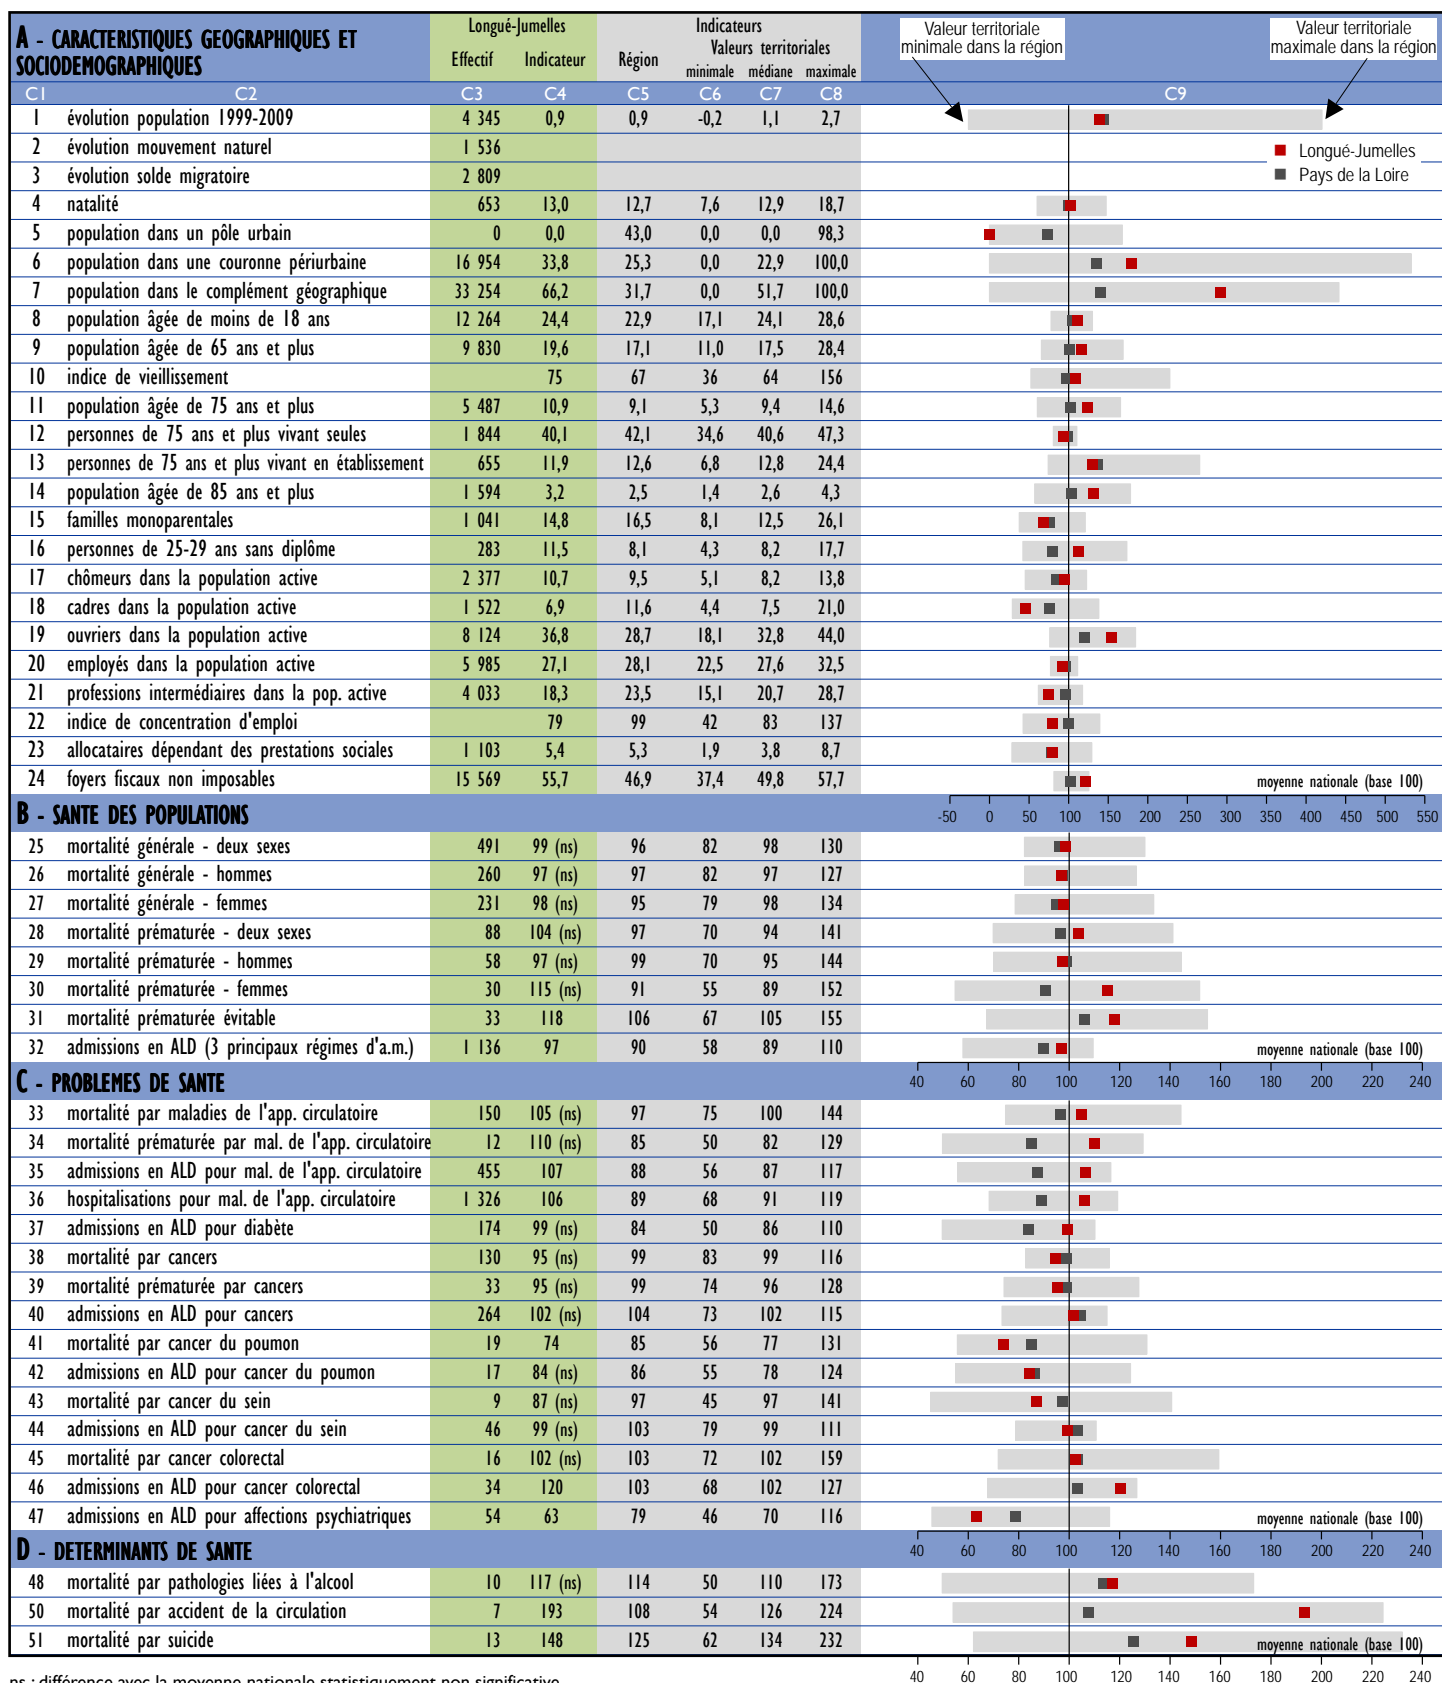 A - CARACTERISTIQUES GEOGRAPHIQUES ET SOCIODEMOGRAPHIQUES
Longué-Jumelles Indicateurs
Effectif Indicateur Région Valeurs territoriales
minimale médiane maximale
Valeur territoriale minimale dans la région
Valeur territoriale maximale dans la région
C1 C2 C3 C4 C5 C6 C7 C8 C9
1 évolution population 1999-2009 4 345 0,9 0,9 -0,2 1,1 2,7
2 évolution mouvement naturel 1 536
Longué-Jumelles
3 évolution solde migratoire 2 809
Pays de la Loire
4 natalité 653 13,0 12,7 7,6 12,9 18,7
5 population dans un pôle urbain 0 0,0 43,0 0,0 0,0 98,3
6 population dans une couronne périurbaine 16 954 33,8 25,3 0,0 22,9 100,0
7 population dans le complément géographique 33 254 66,2 31,7 0,0 51,7 100,0
8 population âgée de moins de 18 ans 12 264 24,4 22,9 17,1 24,1 28,6
9 population âgée de 65 ans et plus 9 830 19,6 17,1 11,0 17,5 28,4
10 indice de vieillissement 75 67 36 64 156
11 population âgée de 75 ans et plus 5 487 10,9 9,1 5,3 9,4 14,6
12 personnes de 75 ans et plus vivant seules 1 844 40,1 42,1 34,6 40,6 47,3
13 personnes de 75 ans et plus vivant en établissement 655 11,9 12,6 6,8 12,8 24,4
14 population âgée de 85 ans et plus 1 594 3,2 2,5 1,4 2,6 4,3
15 familles monoparentales 1 041 14,8 16,5 8,1 12,5 26,1
16 personnes de 25-29 ans sans diplôme 283 11,5 8,1 4,3 8,2 17,7
17 chômeurs dans la population active 2 377 10,7 9,5 5,1 8,2 13,8
18 cadres dans la population active 1 522 6,9 11,6 4,4 7,5 21,0
19 ouvriers dans la population active 8 124 36,8 28,7 18,1 32,8 44,0
20 employés dans la population active 5 985 27,1 28,1 22,5 27,6 32,5
21 professions intermédiaires dans la pop. active 4 033 18,3 23,5 15,1 20,7 28,7
22 indice de concentration d'emploi 79 99 42 83 137
23 allocataires dépendant des prestations sociales 1 103 5,4 5,3 1,9 3,8 8,7
24 foyers fiscaux non imposables 15 569 55,7 46,9 37,4 49,8 57,7 moyenne nationale (base 100)
B - SANTE DES POPULATIONS -50 0 50 100 150 200 250 300 350 400 450 500 550
25 mortalité générale - deux sexes 491 99 (ns) 96 82 98 130
26 mortalité générale - hommes 260 97 (ns) 97 82 97 127
27 mortalité générale - femmes 231 98 (ns) 95 79 98 134
28 mortalité prématurée - deux sexes 88 104 (ns) 97 70 94 141
29 mortalité prématurée - hommes 58 97 (ns) 99 70 95 144
30 mortalité prématurée - femmes 30 115 (ns) 91 55 89 152
31 mortalité prématurée évitable 33 118 106 67 105 155
32 admissions en ALD (3 principaux régimes d'a.m.) 1 136 97 90 58 89 110 moyenne nationale (base 100)
C - PROBLEMES DE SANTE 40 60 80 100 120 140 160 180 200 220 240
33 mortalité par maladies de l'app. circulatoire 150 105 (ns) 97 75 100 144
34 mortalité prématurée par mal. de l'app. circulatoire 12 110 (ns) 85 50 82 129
35 admissions en ALD pour mal. de l'app. circulatoire 455 107 88 56 87 117
36 hospitalisations pour mal. de l'app. circulatoire 1 326 106 89 68 91 119
37 admissions en ALD pour diabète 174 99 (ns) 84 50 86 110
38 mortalité par cancers 130 95 (ns) 99 83 99 116
39 mortalité prématurée par cancers 33 95 (ns) 99 74 96 128
40 admissions en ALD pour cancers 264 102 (ns) 104 73 102 115
41 mortalité par cancer du poumon 19 74 85 56 77 131
42 admissions en ALD pour cancer du poumon 17 84 (ns) 86 55 78 124
43 mortalité par cancer du sein 9 87 (ns) 97 45 97 141
44 admissions en ALD pour cancer du sein 46 99 (ns) 103 79 99 111
45 mortalité par cancer colorectal 16 102 (ns) 103 72 102 159
46 admissions en ALD pour cancer colorectal 34 120 103 68 102 127
47 admissions en ALD pour affections psychiatriques 54 63 79 46 70 116 moyenne nationale (base 100)
D - DETERMINANTS DE SANTE 40 60 80 100 120 140 160 180 200 220 240
48 mortalité par pathologies liées à l'alcool 10 117 (ns) 114 50 110 173
50 mortalité par accident de la circulation 7 193 108 54 126 224
51 mortalité par suicide 13 148 125 62 134 232 moyenne nationale (base 100)
40 60 80 100 120 140 160 180 200 220 240
ns : différence avec la moyenne nationale statistiquement non significative